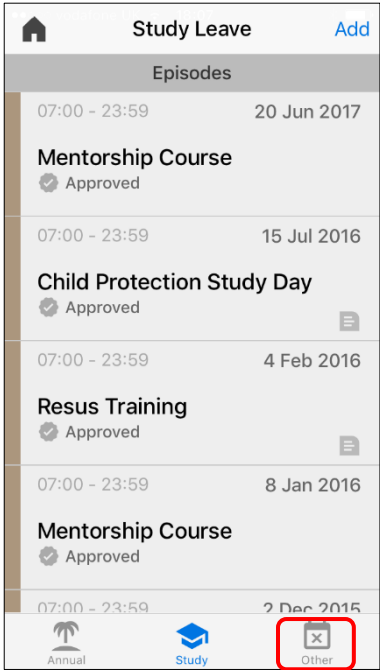 Study Leave Add
Episodes
07:00 - 23:59 20 Jun 2017
Mentorship Course
Approved
07:00 - 23:59 15 Jul 2016
Child Protection Study Day
Approved
07:00 - 23:59 4 Feb 2016
Resus Training
Approved
07:00 - 23:59 8 Jan 2016
Mentorship Course
Approved
07:00 - 23:59 2 Dec 2015
Annual Study Other